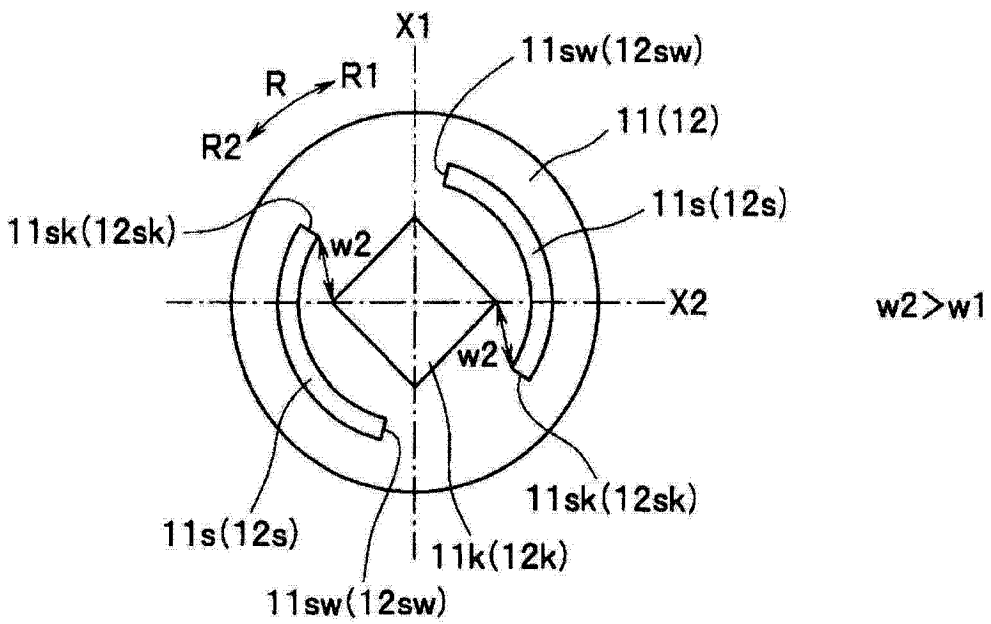 X1
11sw(12sw)
R
R1
R2
11(12)
11s(12s)
11sk(12sk)
w2
X2
w2>w1
w2
11sk(12sk)
11s(12s)
11k(12k)
11sw(12sw)